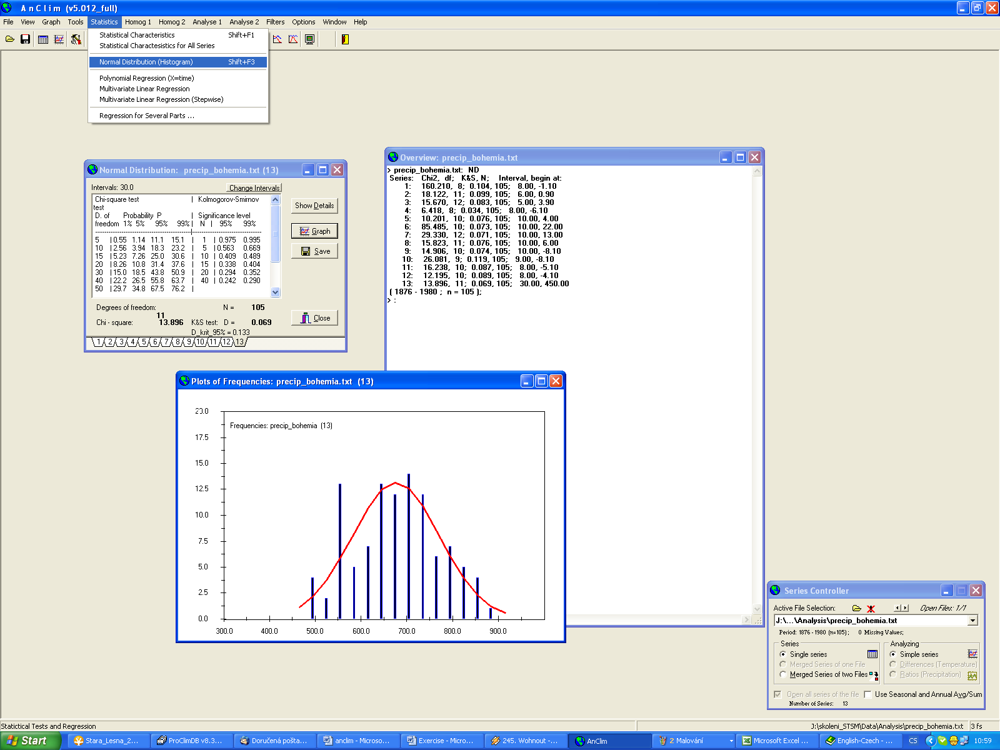 AnClim (v5.012_full)
File View Graph Tools Statistics Homog 1 Homog 2 Analyse 1 Analyse 2 Filters Options Window Help
Statistical Characteristics Shift+F1
Statistical Charactesistics for All Series
Normal Distribution (Histogram) Shift+F3
Polynomial Regression (X=time)
Multivariate Linear Regression
Multivariate Linear Regression (Stepwise)
Regression for Several Parts ...
Normal Distribution: precip_bohemia.txt (13)
Intervals: 30.0 Change Intervals
Chi-square test | Kolmogorov-Smirnov
test
D. of Probability P | Significance level
freedom 1% 5% 95% 99%| N | 95% 99%
5 |0.55 1.14 11.1 15.1 | 1 | 0.975 0.995
10 |2.56 3.94 18.3 23.2 | 5 |0.563 0.669
15 |5.23 7.26 25.0 30.6 | 10 | 0.409 0.489
20 |8.26 10.8 31.4 37.6 | 15 | 0.338 0.404
30 |15.0 18.5 43.8 50.9 | 20 | 0.294 0.352
40 |22.2 26.5 55.8 63.7 | 40 | 0.242 0.290
50 |29.7 34.8 67.5 76.2 |
Show Details
Graph
Save
Close
Degrees of freedom: N = 105
11
Chi - square: 13.896 K&S test: D = 0.069
D_krit_95% = 0.133
1 2 3 4 5 6 7 8 9 10 11 12 13
Overview: precip_bohemia.txt
> precip_bohemia.txt: ND
Series: Chi2, df; K&S, N; Interval, begin at:
1: 160.210, 8; 0.104, 105; 8.00, -1.10
2: 18.122, 11; 0.099, 105; 6.00, 0.90
3: 15.670, 12; 0.083, 105; 5.00, 3.90
4: 6.418, 8; 0.034, 105; 8.00, -6.10
5: 10.201, 10; 0.076, 105; 10.00, 4.00
6: 85.485, 10; 0.073, 105; 10.00, 22.00
7: 29.330, 12; 0.071, 105; 10.00, 13.00
8: 15.823, 11; 0.076, 105; 10.00, 6.00
9: 14.906, 10; 0.074, 105; 10.00, -8.10
10: 26.081, 9; 0.119, 105; 9.00, -8.10
11: 16.238, 10; 0.087, 105; 8.00, -5.10
12: 12.195, 10; 0.089, 105; 8.00, -4.10
13: 13.896, 11; 0.069, 105; 30.00, 450.00
( 1876 - 1980 ; n = 105 );
> :
Plots of Frequencies: precip_bohemia.txt (13)
Frequencies: precip_bohemia (13)
20.0
17.5
15.0
12.5
10.0
7.5
5.0
2.5
0.0
300.0 400.0 500.0 600.0 700.0 800.0 900.0
Series Controller
Active File Selection: Open Files: 1/1
J:\...\Analysis\precip_bohemia.txt
Period: 1876 - 1980 (n=105) ; 0 Missing Values;
Series Analyzing
Single series Simple series
Merged Series of one File Differences (Temperature)
Merged Series of two Files Ratios (Precipitation)
Open all series of the file Use Seasonal and Annual Avg/Sum
Number of Series: 13
Statictical Tests and Regression J:\skoleni_STSM\Data\Analysis\precip_bohemia.txt 3 fs
Start Stara_Lesna_2... ProClimDB v8.3... Doručená pošta... anclim - Microso... Exercise - Micro... 245. Wohnout -... AnClim 2 Malování Microsoft Excel ... English-Czech - ... CS 10:59